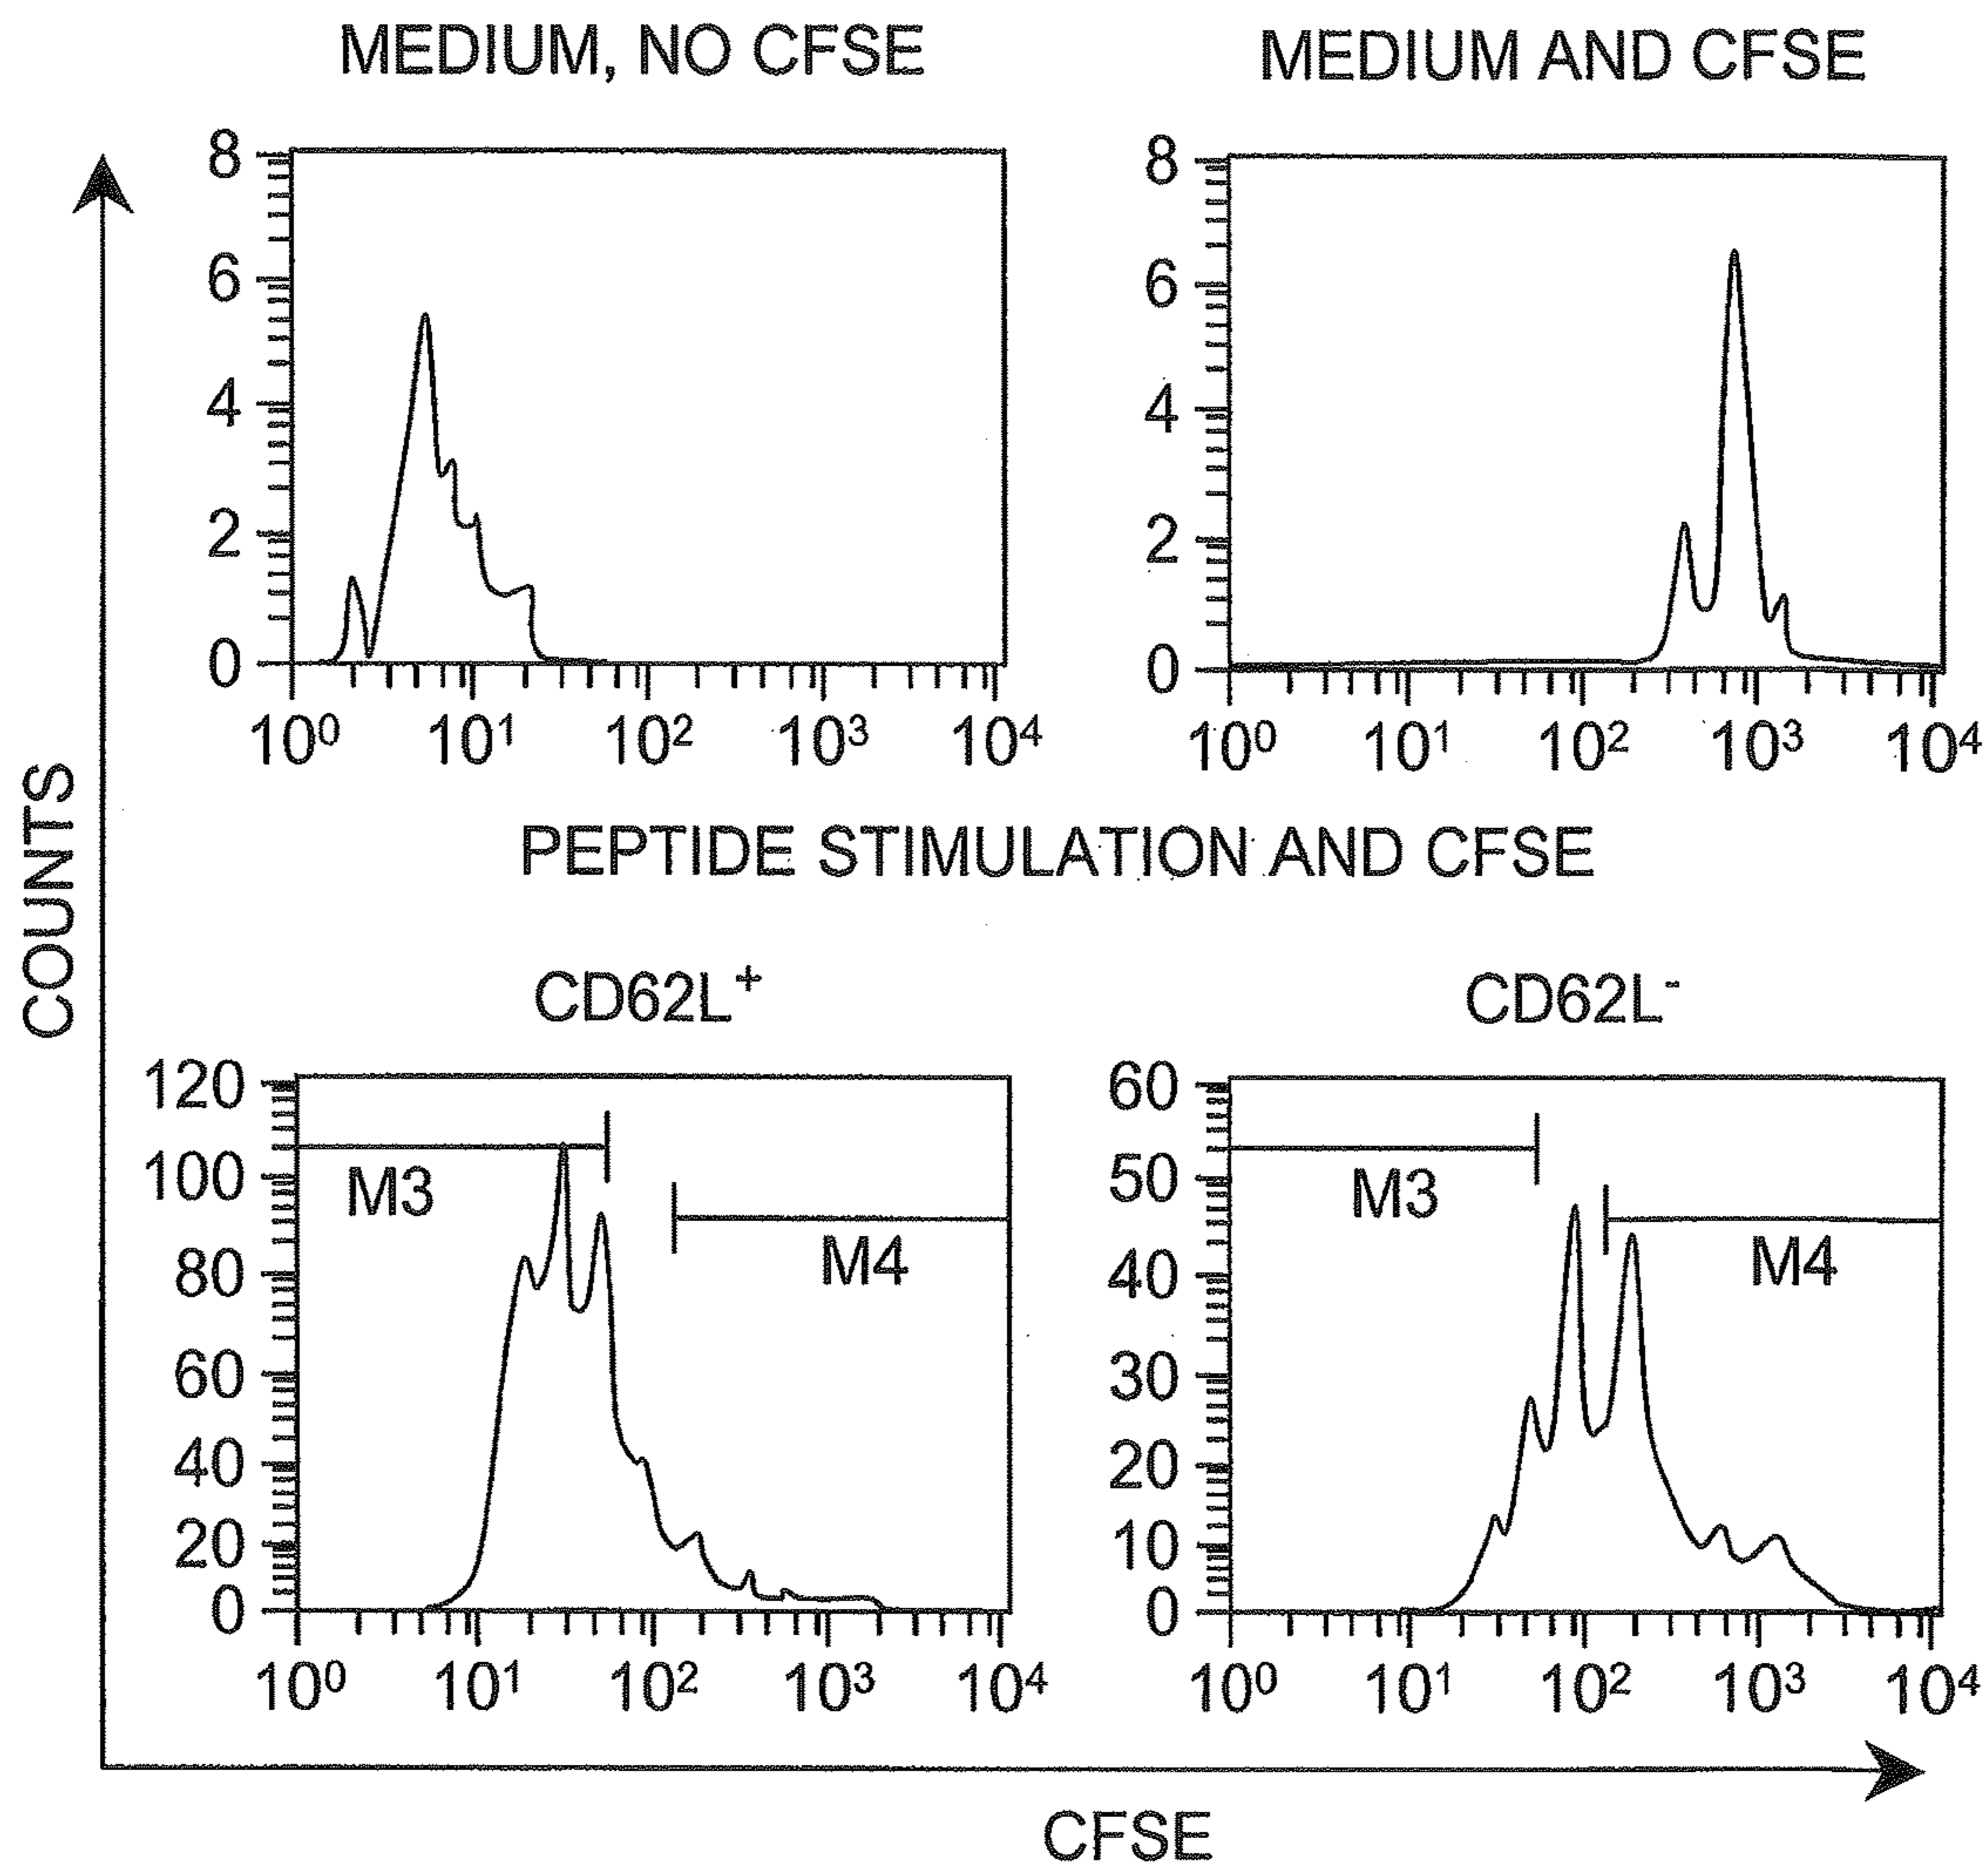 MEDIUM, NO CFSE
MEDIUM AND CFSE
8
6
4
2
0
10⁰ 10¹ 10² 10³ 10⁴
8
6
4
2
0
10⁰ 10¹ 10² 10³ 10⁴
COUNTS
PEPTIDE STIMULATION AND CFSE
CD62L⁺
CD62L⁻
120
100
80
60
40
20
0
M3
M4
10⁰ 10¹ 10² 10³ 10⁴
60
50
40
30
20
10
0
M3
M4
10⁰ 10¹ 10² 10³ 10⁴
CFSE